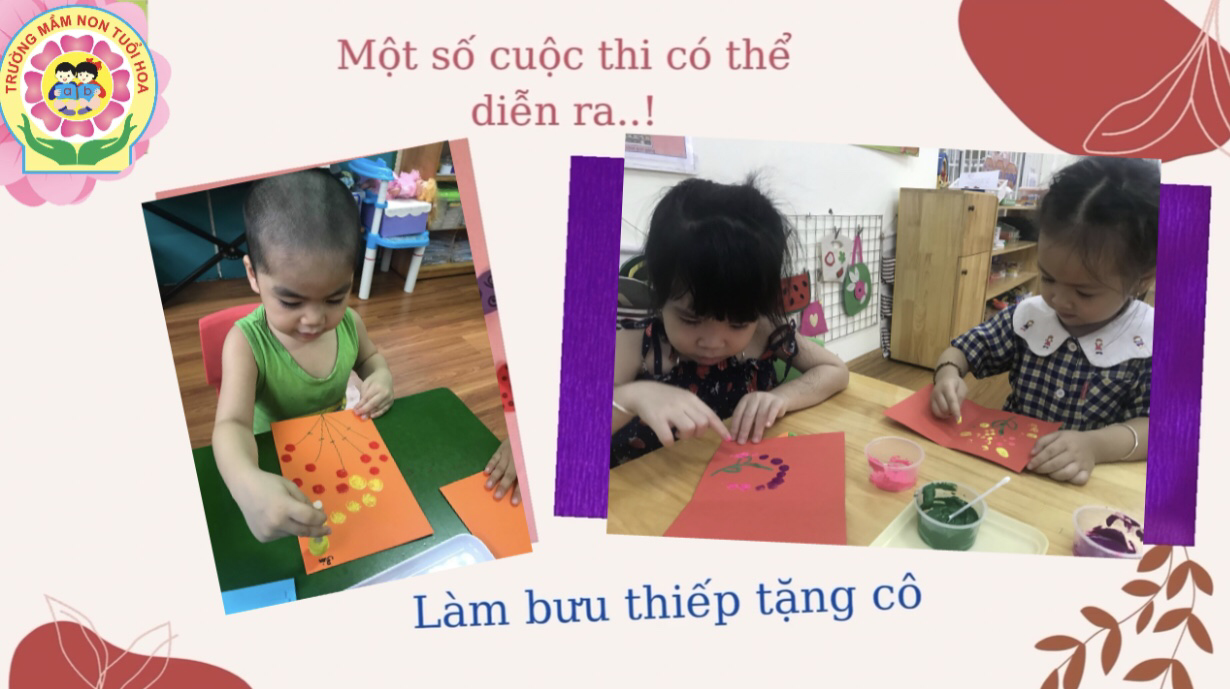 TRƯỜNG MẦM NON TUỔI HOA
a b
Một số cuộc thi có thể
diễn ra..!
Làm bưu thiếp tặng cô